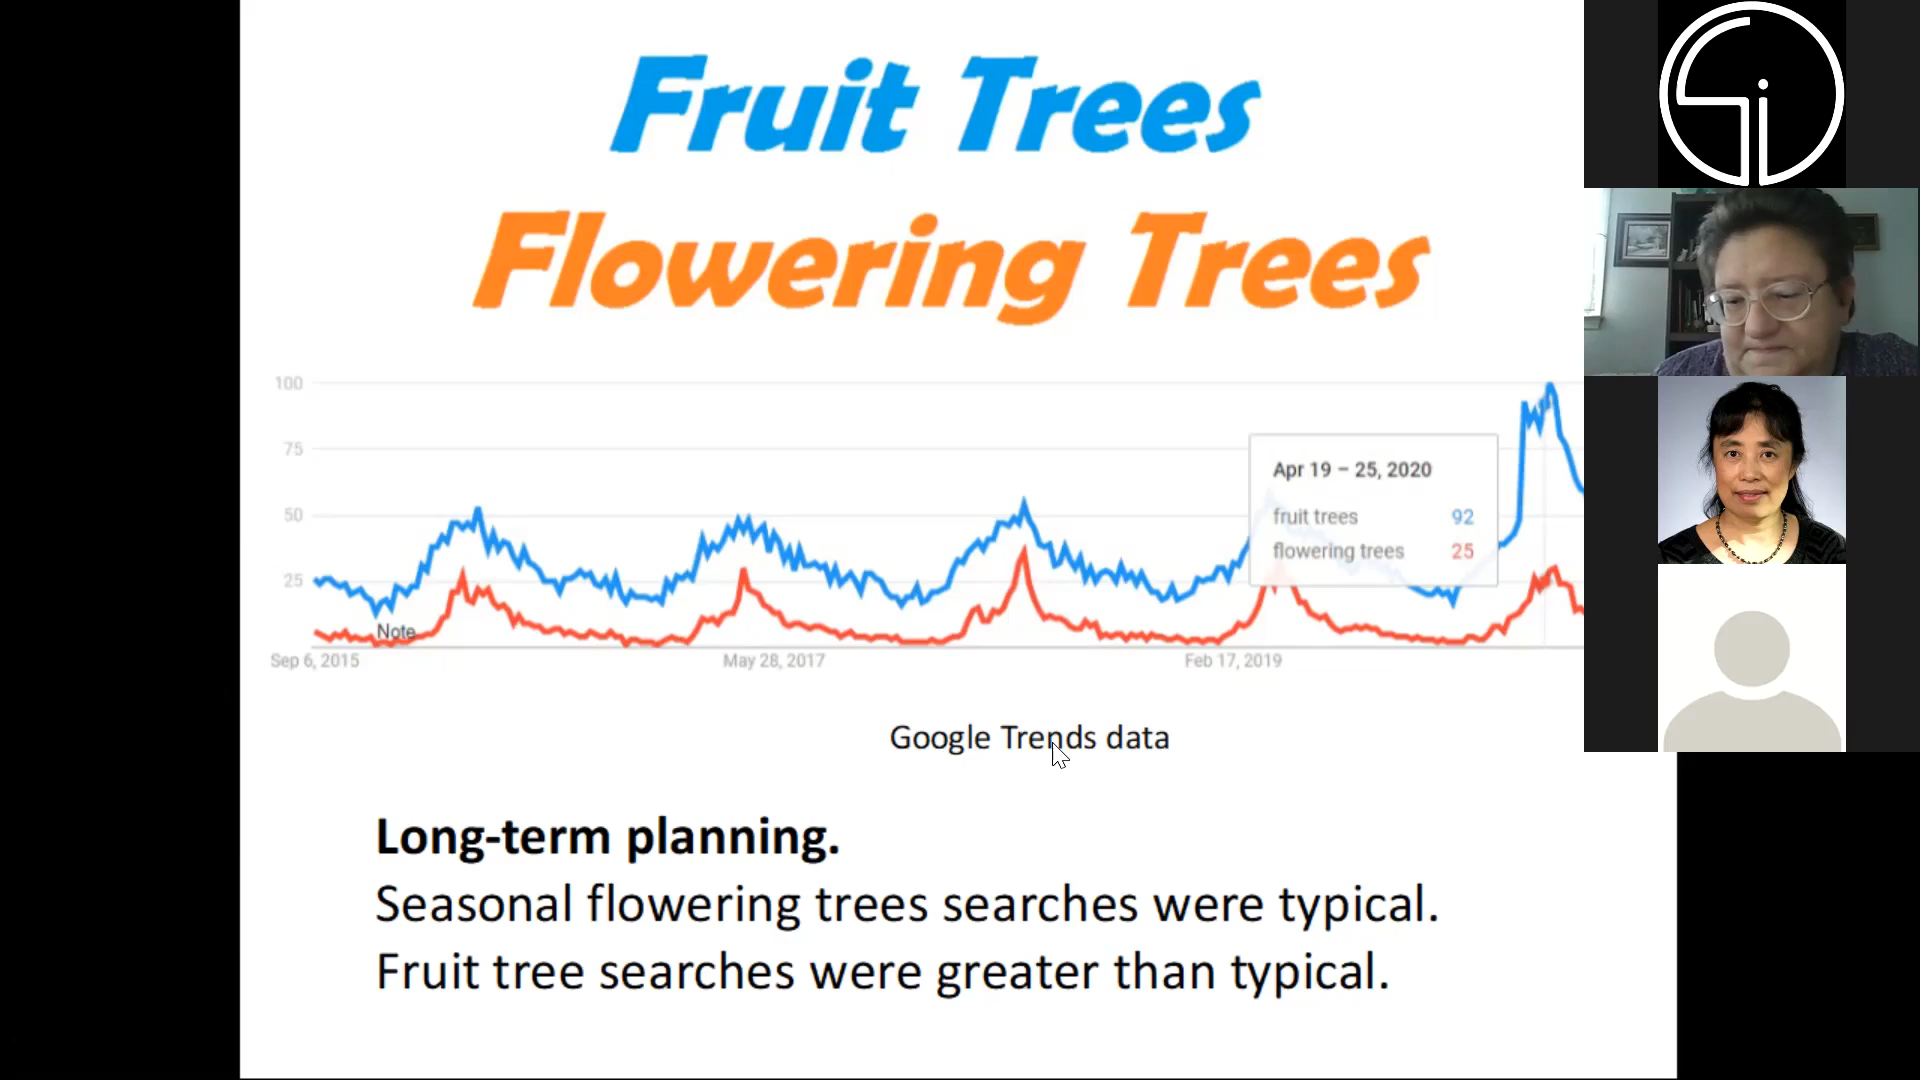 Fruit Trees
Flowering Trees
100
75
50
25
Apr 19 – 25, 2020
fruit trees 92
flowering trees 25
Note
Sep 6, 2015
May 28, 2017
Feb 17, 2019
Google Trends data
Long-term planning.
Seasonal flowering trees searches were typical.
Fruit tree searches were greater than typical.